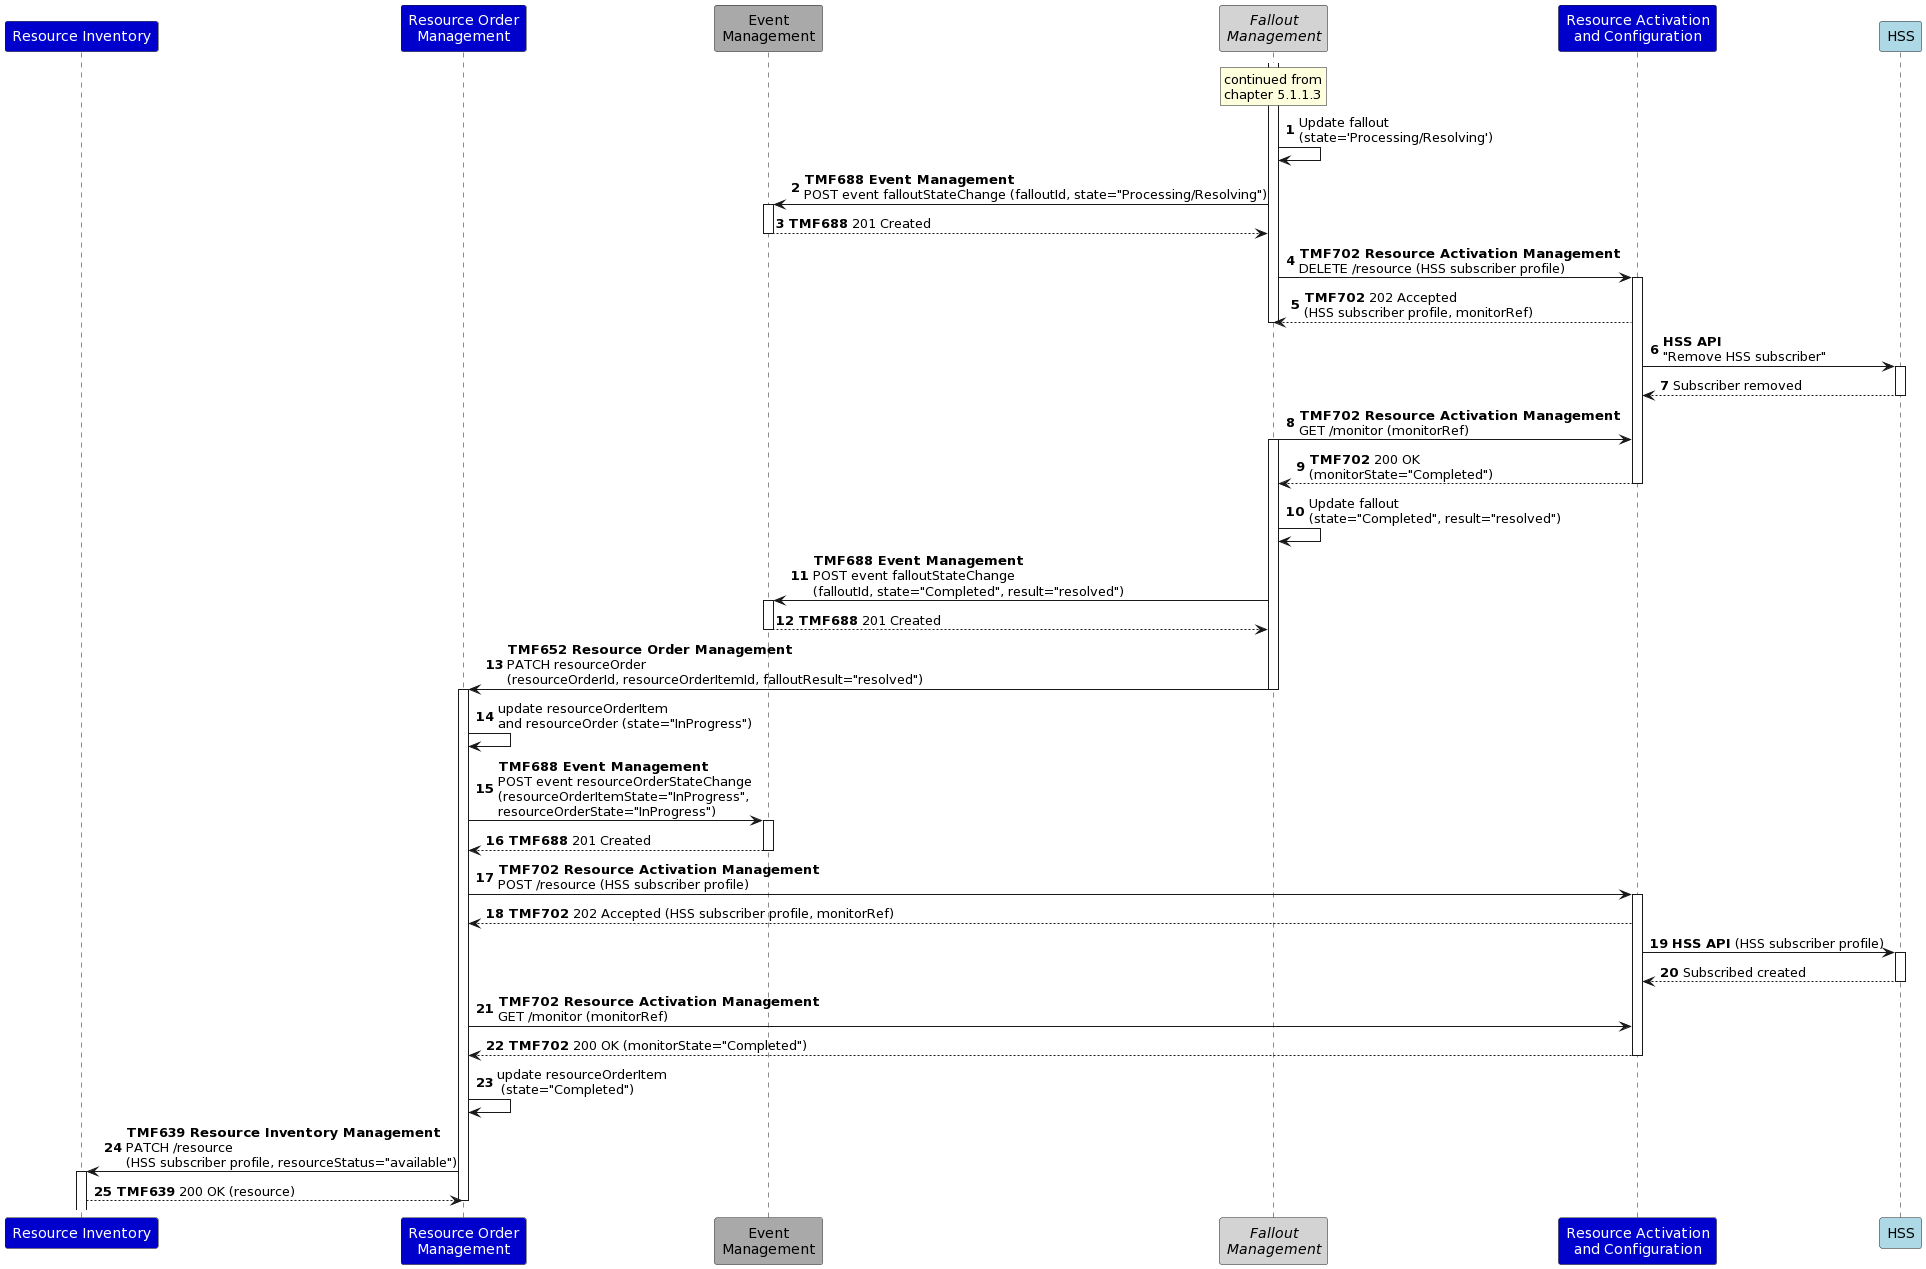 Resource Inventory
Resource Order
Management
Event
Management
Fallout
Management
Resource Activation
and Configuration
HSS
continued from
chapter 5.1.1.3
1 Update fallout
(state='Processing/Resolving')
2 TMF688 Event Management
POST event falloutStateChange (falloutId, state="Processing/Resolving")
3 TMF688 201 Created
4 TMF702 Resource Activation Management
DELETE /resource (HSS subscriber profile)
5 TMF702 202 Accepted
(HSS subscriber profile, monitorRef)
6 HSS API
"Remove HSS subscriber"
7 Subscriber removed
8 TMF702 Resource Activation Management
GET /monitor (monitorRef)
9 TMF702 200 OK
(monitorState="Completed")
10 Update fallout
(state="Completed", result="resolved")
11 TMF688 Event Management
POST event falloutStateChange
(falloutId, state="Completed", result="resolved")
12 TMF688 201 Created
13 TMF652 Resource Order Management
PATCH resourceOrder
(resourceOrderId, resourceOrderItemId, falloutResult="resolved")
14 update resourceOrderItem
and resourceOrder (state="InProgress")
15 TMF688 Event Management
POST event resourceOrderStateChange
(resourceOrderItemState="InProgress",
resourceOrderState="InProgress")
16 TMF688 201 Created
17 TMF702 Resource Activation Management
POST /resource (HSS subscriber profile)
18 TMF702 202 Accepted (HSS subscriber profile, monitorRef)
19 HSS API (HSS subscriber profile)
20 Subscribed created
21 TMF702 Resource Activation Management
GET /monitor (monitorRef)
22 TMF702 200 OK (monitorState="Completed")
23 update resourceOrderItem
(state="Completed")
24 TMF639 Resource Inventory Management
PATCH /resource
(HSS subscriber profile, resourceStatus="available")
25 TMF639 200 OK (resource)
Resource Inventory
Resource Order
Management
Event
Management
Fallout
Management
Resource Activation
and Configuration
HSS